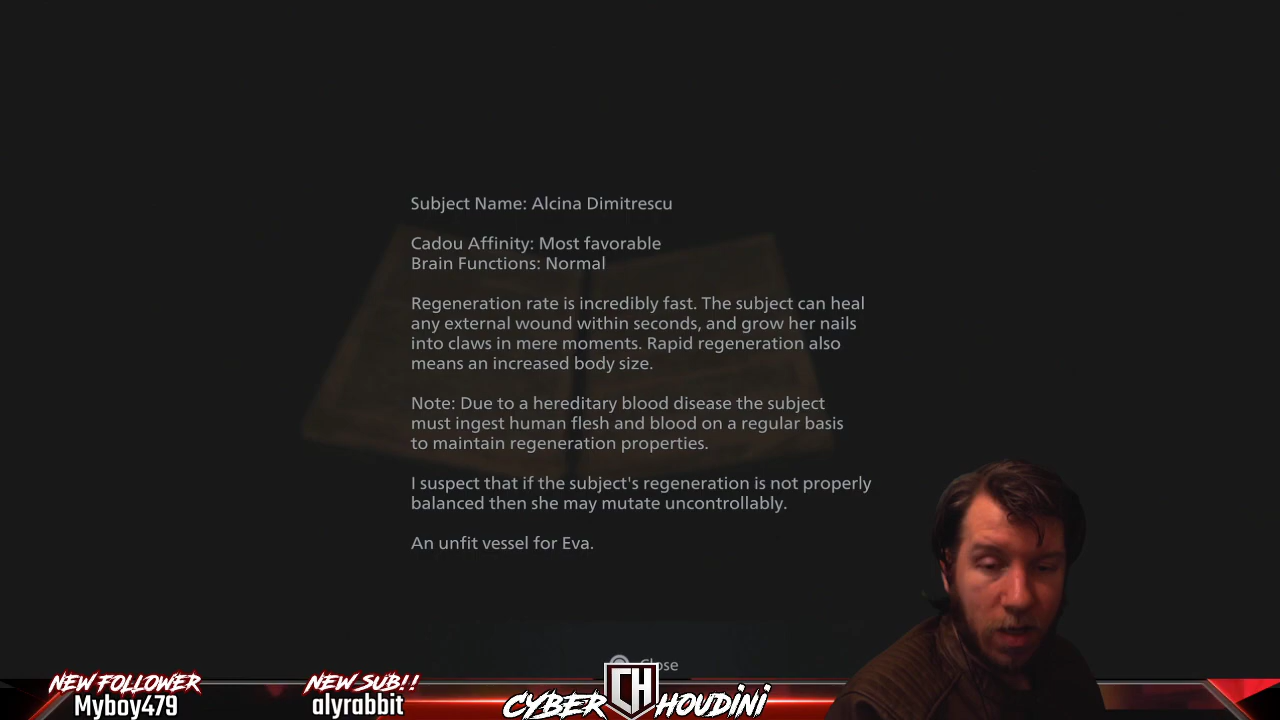 Subject Name: Alcina Dimitrescu
Cadou Affinity: Most favorable
Brain Functions: Normal
Regeneration rate is incredibly fast. The subject can heal
any external wound within seconds, and grow her nails
into claws in mere moments. Rapid regeneration also
means an increased body size.
Note: Due to a hereditary blood disease the subject
must ingest human flesh and blood on a regular basis
to maintain regeneration properties.
I suspect that if the subject's regeneration is not properly
balanced then she may mutate uncontrollably.
An unfit vessel for Eva.
Close
NEW FOLLOWER
Myboy479
NEW SUB!!
alyrabbit
CYBER CH HOUDINI